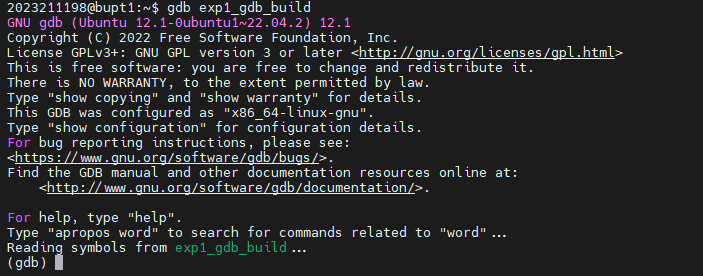 2023211198@bupt1:~$ gdb exp1_gdb_build
GNU gdb (Ubuntu 12.1-0ubuntu1~22.04.2) 12.1
Copyright (C) 2022 Free Software Foundation, Inc.
License GPLv3+: GNU GPL version 3 or later <http://gnu.org/licenses/gpl.html>
This is free software: you are free to change and redistribute it.
There is NO WARRANTY, to the extent permitted by law.
Type "show copying" and "show warranty" for details.
This GDB was configured as "x86_64-linux-gnu".
Type "show configuration" for configuration details.
For bug reporting instructions, please see:
<https://www.gnu.org/software/gdb/bugs/>.
Find the GDB manual and other documentation resources online at:
    <http://www.gnu.org/software/gdb/documentation/>.
For help, type "help".
Type "apropos word" to search for commands related to "word"...
Reading symbols from exp1_gdb_build...
(gdb)